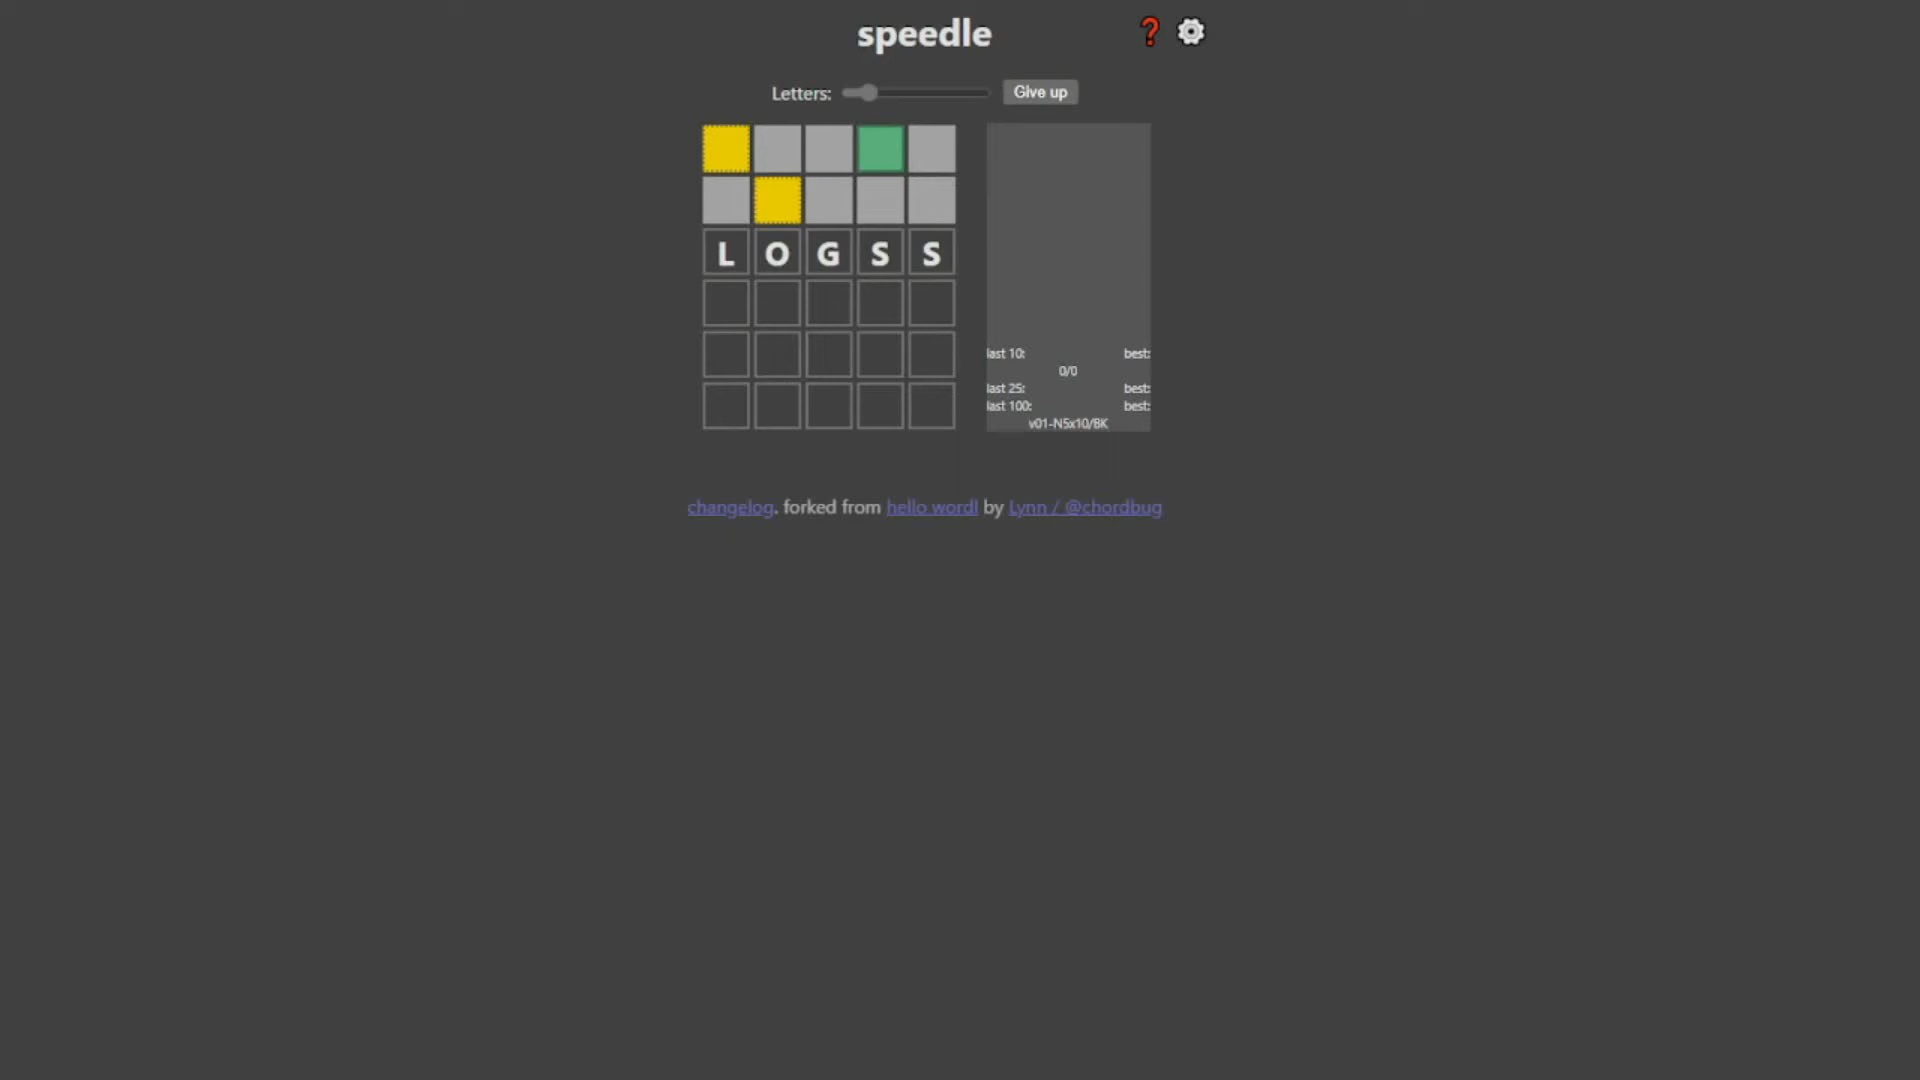 speedle
❓
Letters: Give up
L O G S S
last 10: best:
0/0
last 25: best:
last 100: best:
v01-N5x10/BK
changelog. forked from hello wordl by Lynn / @chordbug